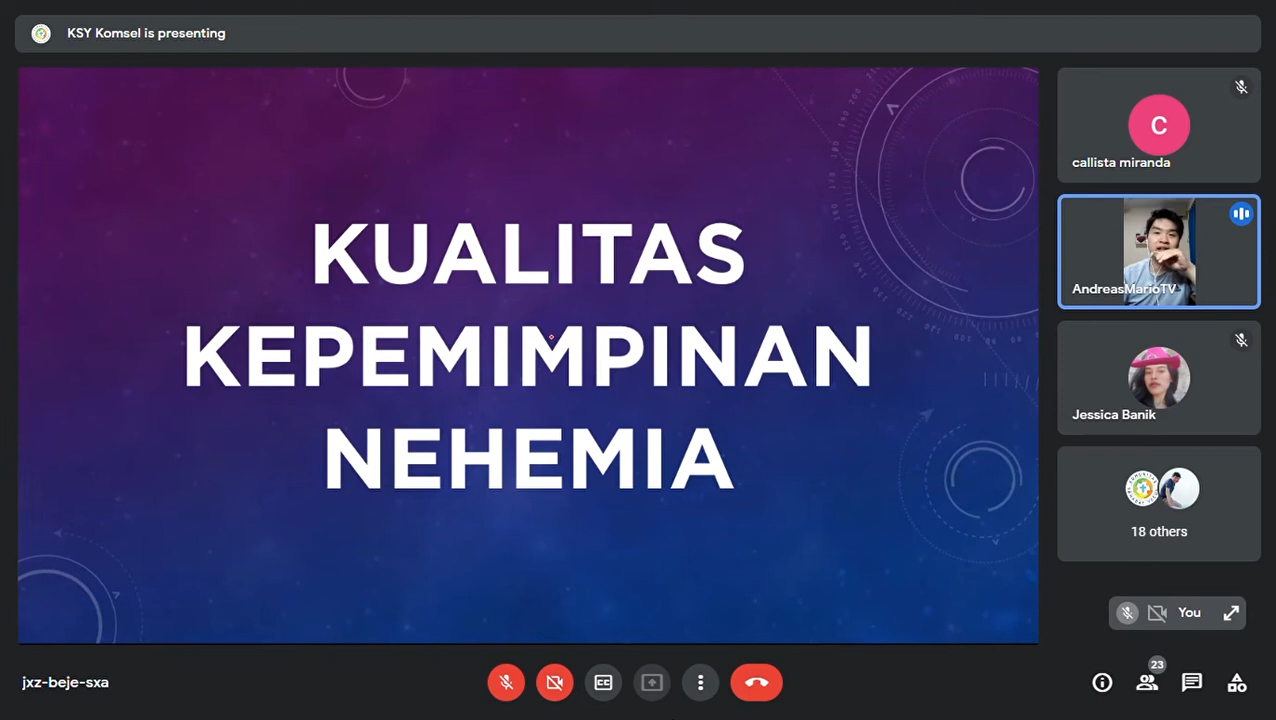 KSY Komsel is presenting
KUALITAS
KEPEMIMPINAN
NEHEMIA
C
callista miranda
AndreasMarioTV
Jessica Banik
18 others
You
jxz-beje-sxa
CC
23